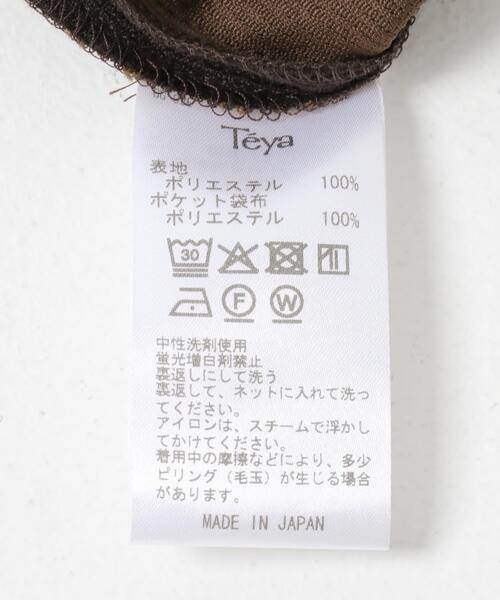 Téya
表地
ポリエステル 100%
ポケット袋布
ポリエステル 100%
30
F W
中性洗剤使用
蛍光増白剤禁止
裏返しにして洗う
裏返して、ネットに入れて洗っ
てください。
アイロンは、スチームで浮かし
てかけてください。
着用中の摩擦などにより、多少
ピリング(毛玉)が生じる場合
があります。
MADE IN JAPAN